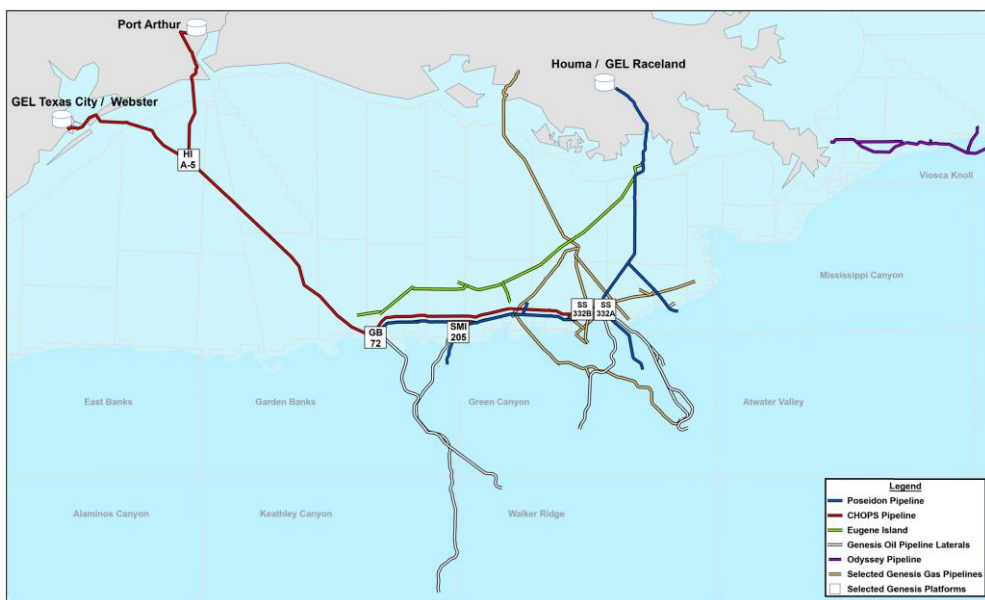 Port Arthur
Houma / GEL Raceland
GEL Texas City / Webster
HI
A-5
Viosca Knoll
Mississippi Canyon
SS
332B
SS
332A
GB
72
SMI
205
East Banks
Garden Banks
Green Canyon
Atwater Valley
Alaminos Canyon
Keathley Canyon
Walker Ridge
Legend
Poseidon Pipeline
CHOPS Pipeline
Eugene Island
Genesis Oil Pipeline Laterals
Odyssey Pipeline
Selected Genesis Gas Pipelines
Selected Genesis Platforms